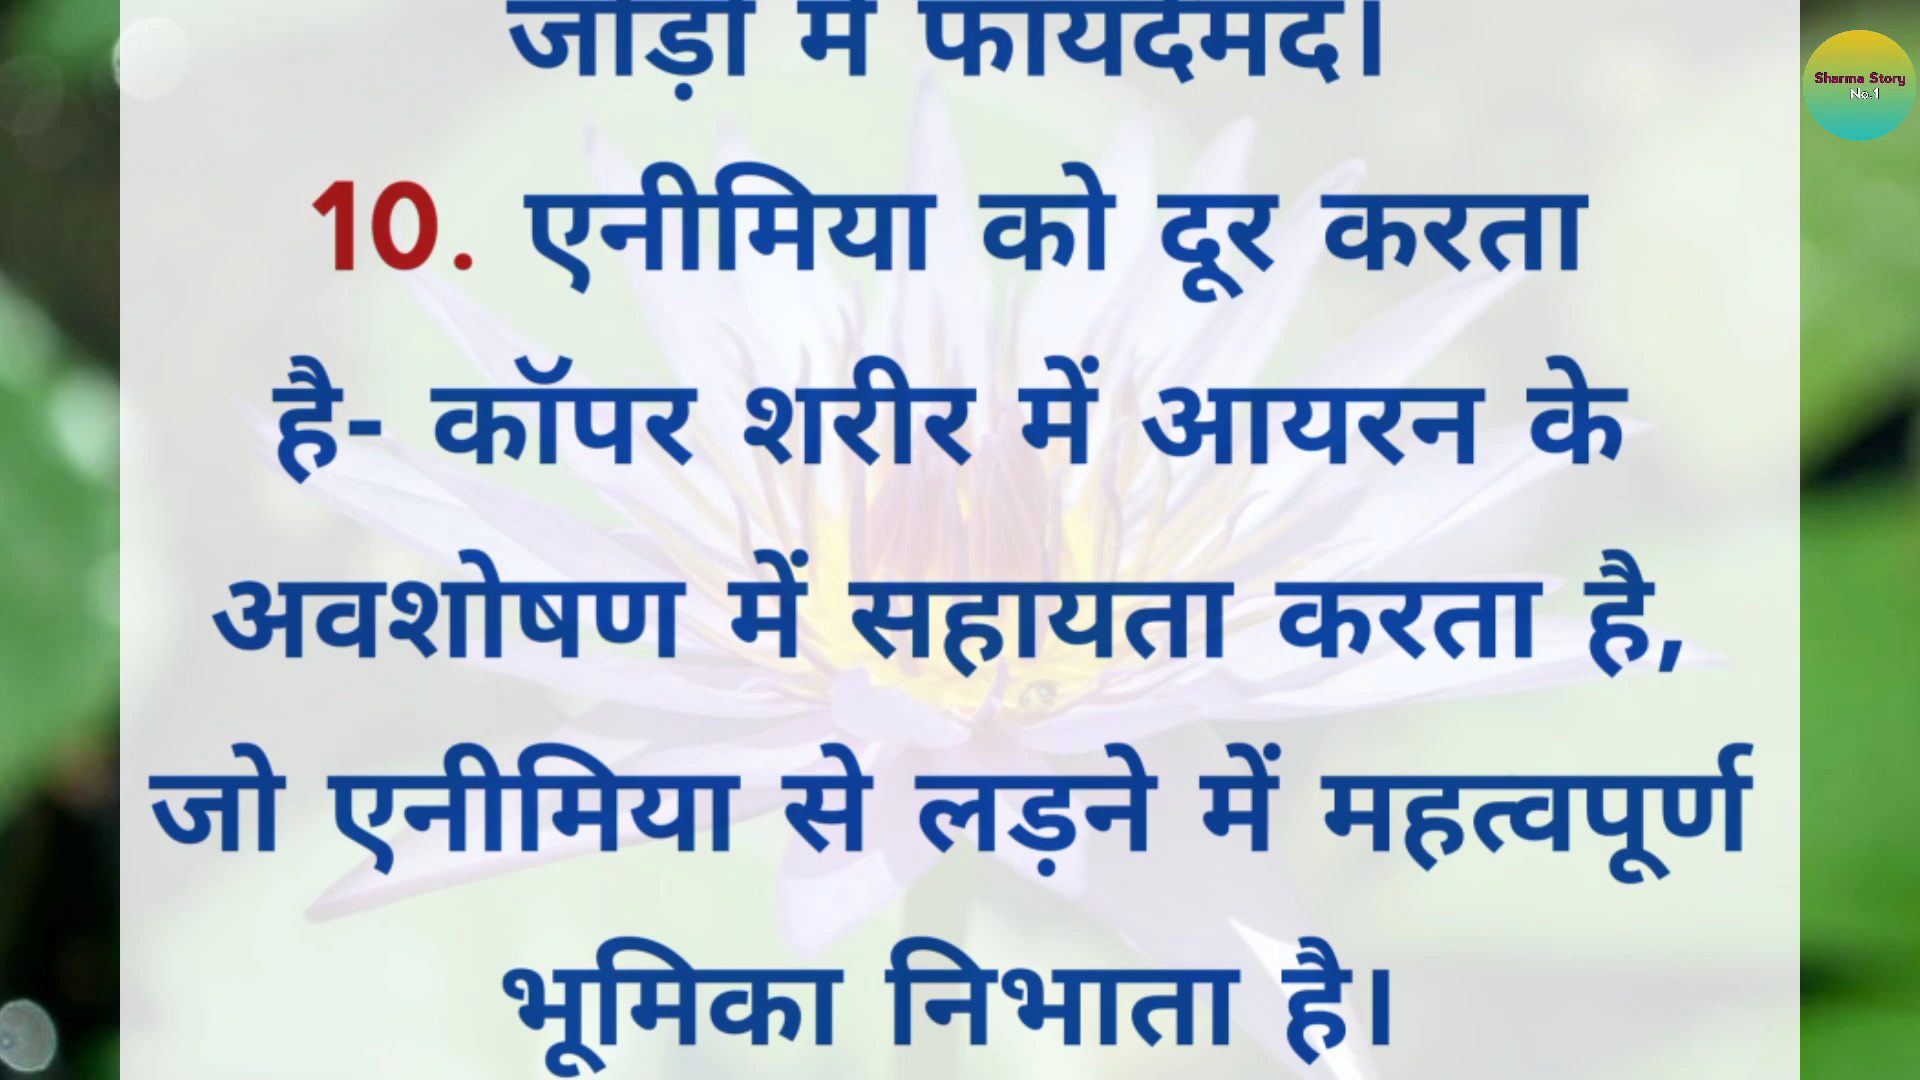 जोड़ों में फायदेमंद।
10. एनीमिया को दूर करता
है- कॉपर शरीर में आयरन के
अवशोषण में सहायता करता है,
जो एनीमिया से लड़ने में महत्वपूर्ण
भूमिका निभाता है।
Sharma Story
No.1